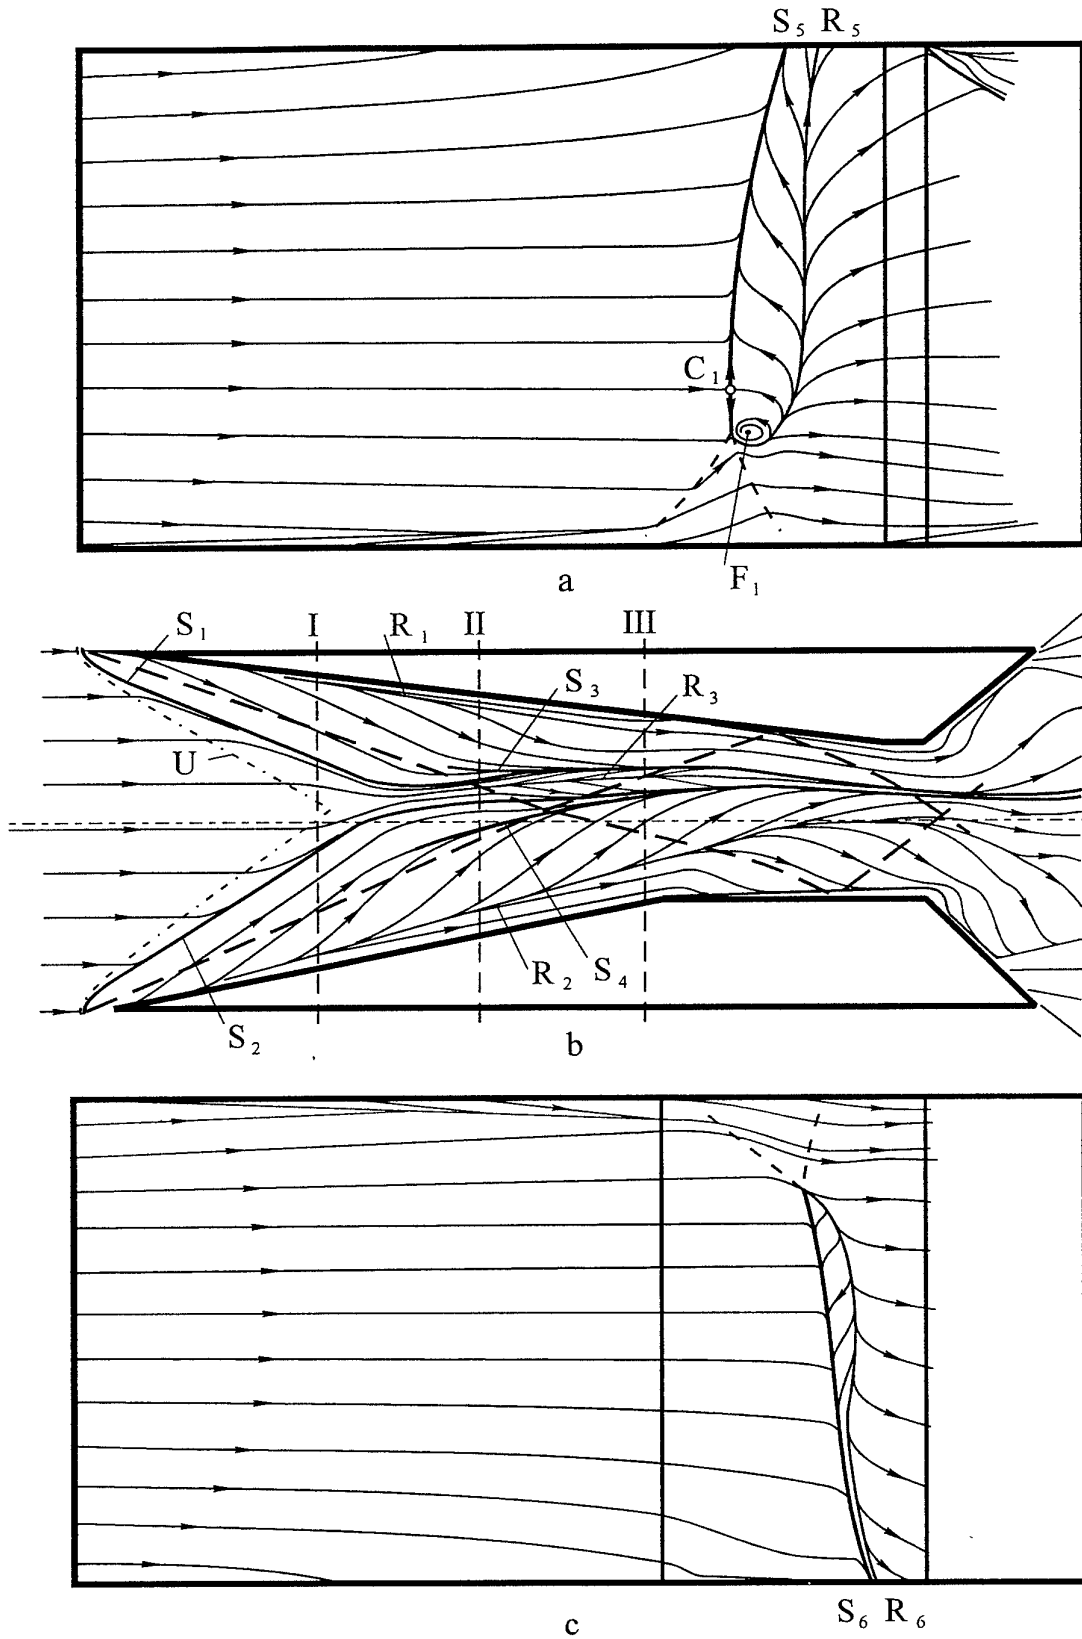 S₅ R₅
C₁
F₁
a
S₁ I R₁ II III
S₃ R₃
U
R₂ S₄
S₂
b
S₆ R₆
c